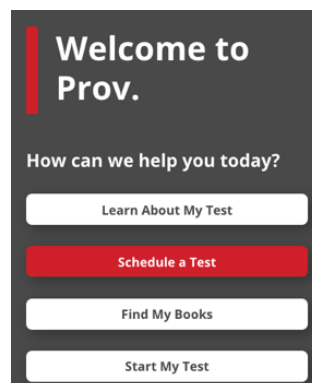 Welcome to
Prov.
How can we help you today?
Learn About My Test
Schedule a Test
Find My Books
Start My Test